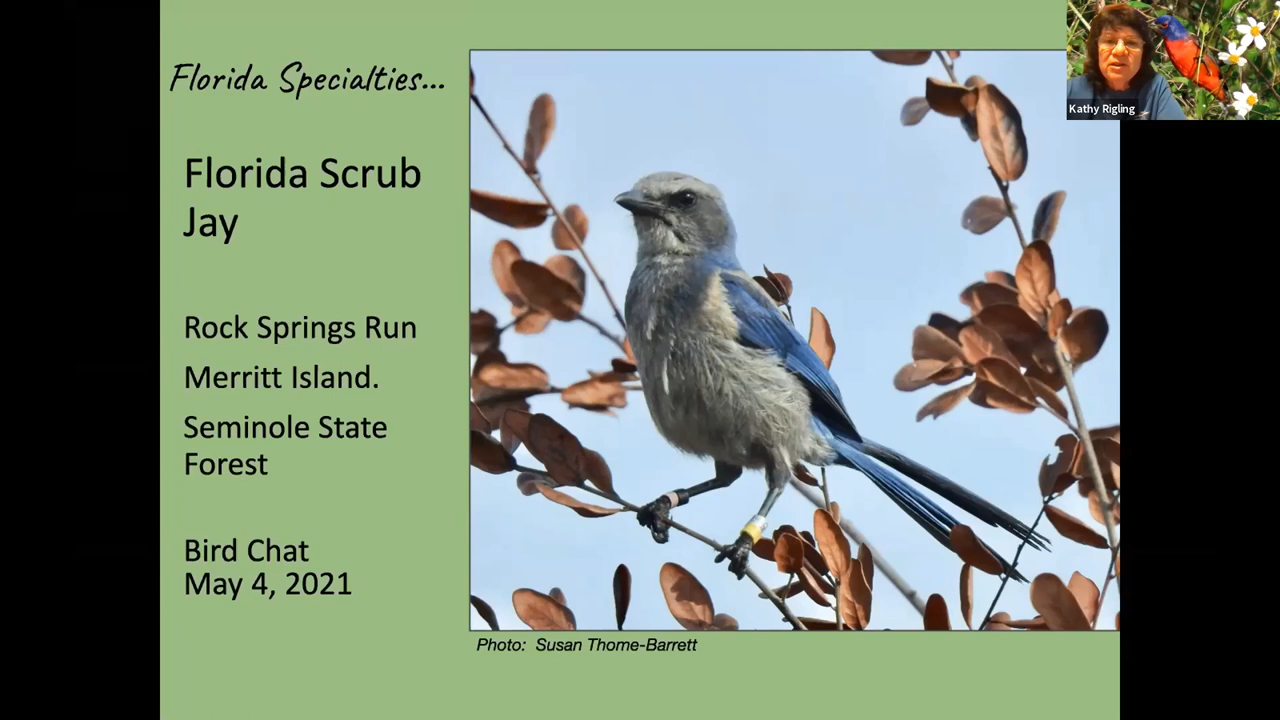 Florida Specialties...
Florida Scrub
Jay
Rock Springs Run
Merritt Island.
Seminole State
Forest
Bird Chat
May 4, 2021
Photo:  Susan Thome-Barrett
Kathy Rigling